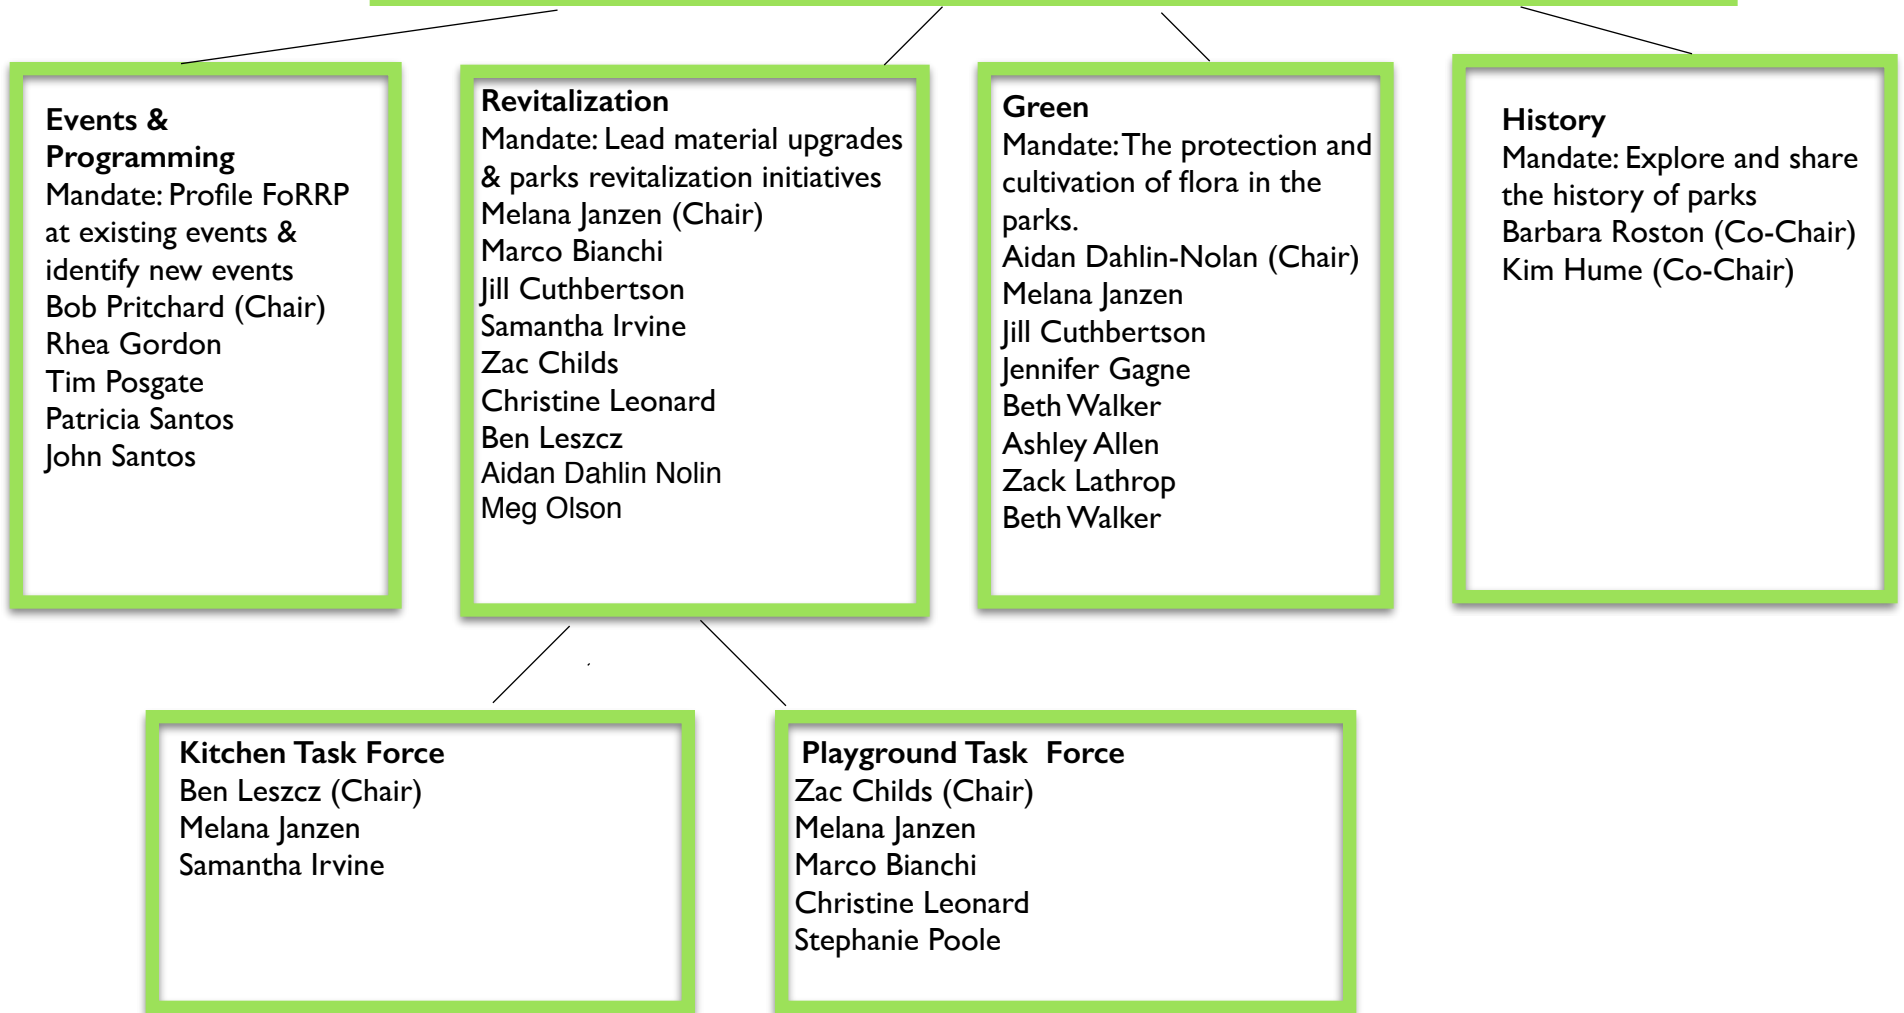 Events &
Programming
Mandate: Profile FoRRP
at existing events &
identify new events
Bob Pritchard (Chair)
Rhea Gordon
Tim Posgate
Patricia Santos
John Santos
Revitalization
Mandate: Lead material upgrades
& parks revitalization initiatives
Melana Janzen (Chair)
Marco Bianchi
Jill Cuthbertson
Samantha Irvine
Zac Childs
Christine Leonard
Ben Leszcz
Aidan Dahlin Nolin
Meg Olson
Green
Mandate: The protection and
cultivation of flora in the
parks.
Aidan Dahlin-Nolan (Chair)
Melana Janzen
Jill Cuthbertson
Jennifer Gagne
Beth Walker
Ashley Allen
Zack Lathrop
Beth Walker
History
Mandate: Explore and share
the history of parks
Barbara Roston (Co-Chair)
Kim Hume (Co-Chair)
Kitchen Task Force
Ben Leszcz (Chair)
Melana Janzen
Samantha Irvine
Playground Task Force
Zac Childs (Chair)
Melana Janzen
Marco Bianchi
Christine Leonard
Stephanie Poole